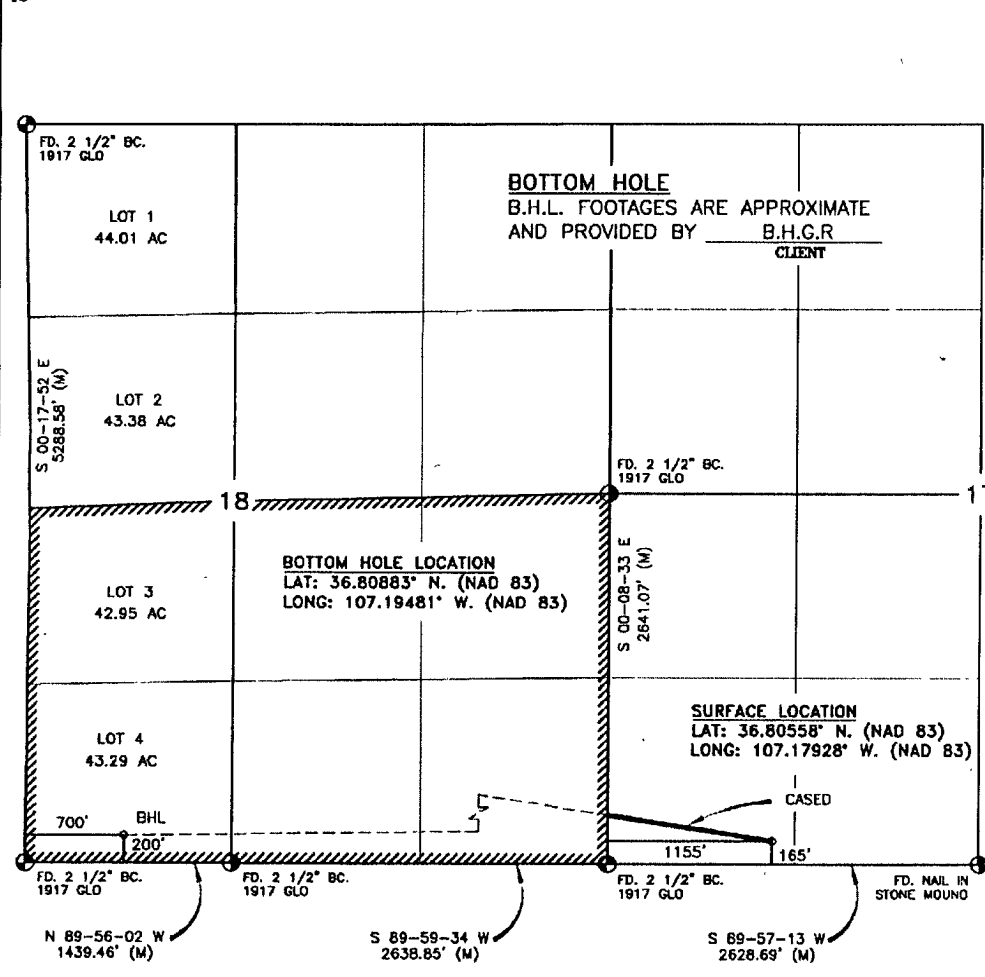 FD. 2 1/2" BC.
1917 GLO
LOT 1
44.01 AC
BOTTOM HOLE
B.H.L. FOOTAGES ARE APPROXIMATE
AND PROVIDED BY B.H.G.R
CLIENT
S 00-17-52 E
5288.58' (M)
LOT 2
43.38 AC
FD. 2 1/2" BC.
1917 GLO
18
LOT 3
42.95 AC
BOTTOM HOLE LOCATION
LAT: 36.80883° N. (NAD 83)
LONG: 107.19481° W. (NAD 83)
S 00-08-33 E
2641.07' (M)
SURFACE LOCATION
LAT: 36.80558° N. (NAD 83)
LONG: 107.17928° W. (NAD 83)
LOT 4
43.29 AC
CASED
700'
BHL
200'
1155'
165'
FD. 2 1/2" BC.
1917 GLO
FD. 2 1/2" BC.
1917 GLO
FD. 2 1/2" BC.
1917 GLO
FD. NAIL IN
STONE MOUND
N 89-56-02 W
1439.46' (M)
S 89-59-34 W
2638.85' (M)
S 89-57-13 W
2628.69' (M)